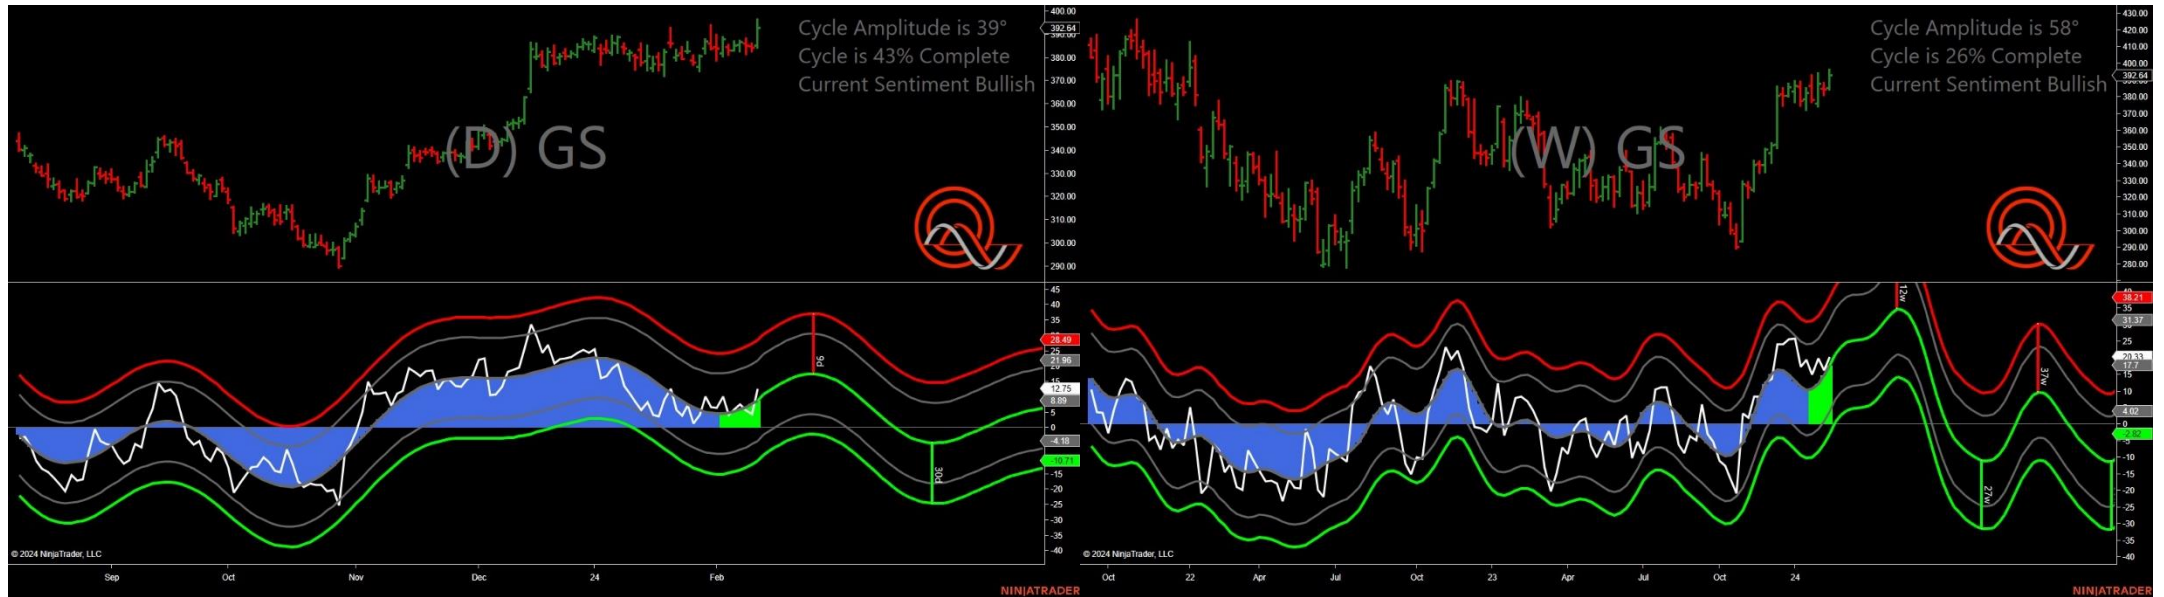 400.00
392.64
390.00
380.00
370.00
360.00
350.00
340.00
330.00
320.00
310.00
300.00
290.00
Cycle Amplitude is 39°
Cycle is 43% Complete
Current Sentiment Bullish
(D) GS
45
40
35
28.49
25
21.96
15
12.75
8.89
5
0
-4.18
-10.71
-15
-20
-25
-30
-35
-40
9d
30d
© 2024 NinjaTrader, LLC
Sep
Oct
Nov
Dec
24
Feb
NINJATRADER
430.00
420.00
410.00
400.00
392.64
380.00
370.00
360.00
350.00
340.00
330.00
320.00
310.00
300.00
290.00
280.00
Cycle Amplitude is 58°
Cycle is 26% Complete
Current Sentiment Bullish
(W) GS
38.21
35
31.37
25
20.33
17.7
10
4.02
0
-2.82
-10
-15
-20
-25
-30
-35
-40
12w
27w
37w
© 2024 NinjaTrader, LLC
Oct
22
Apr
Jul
Oct
23
Apr
Jul
Oct
24
NINJATRADER